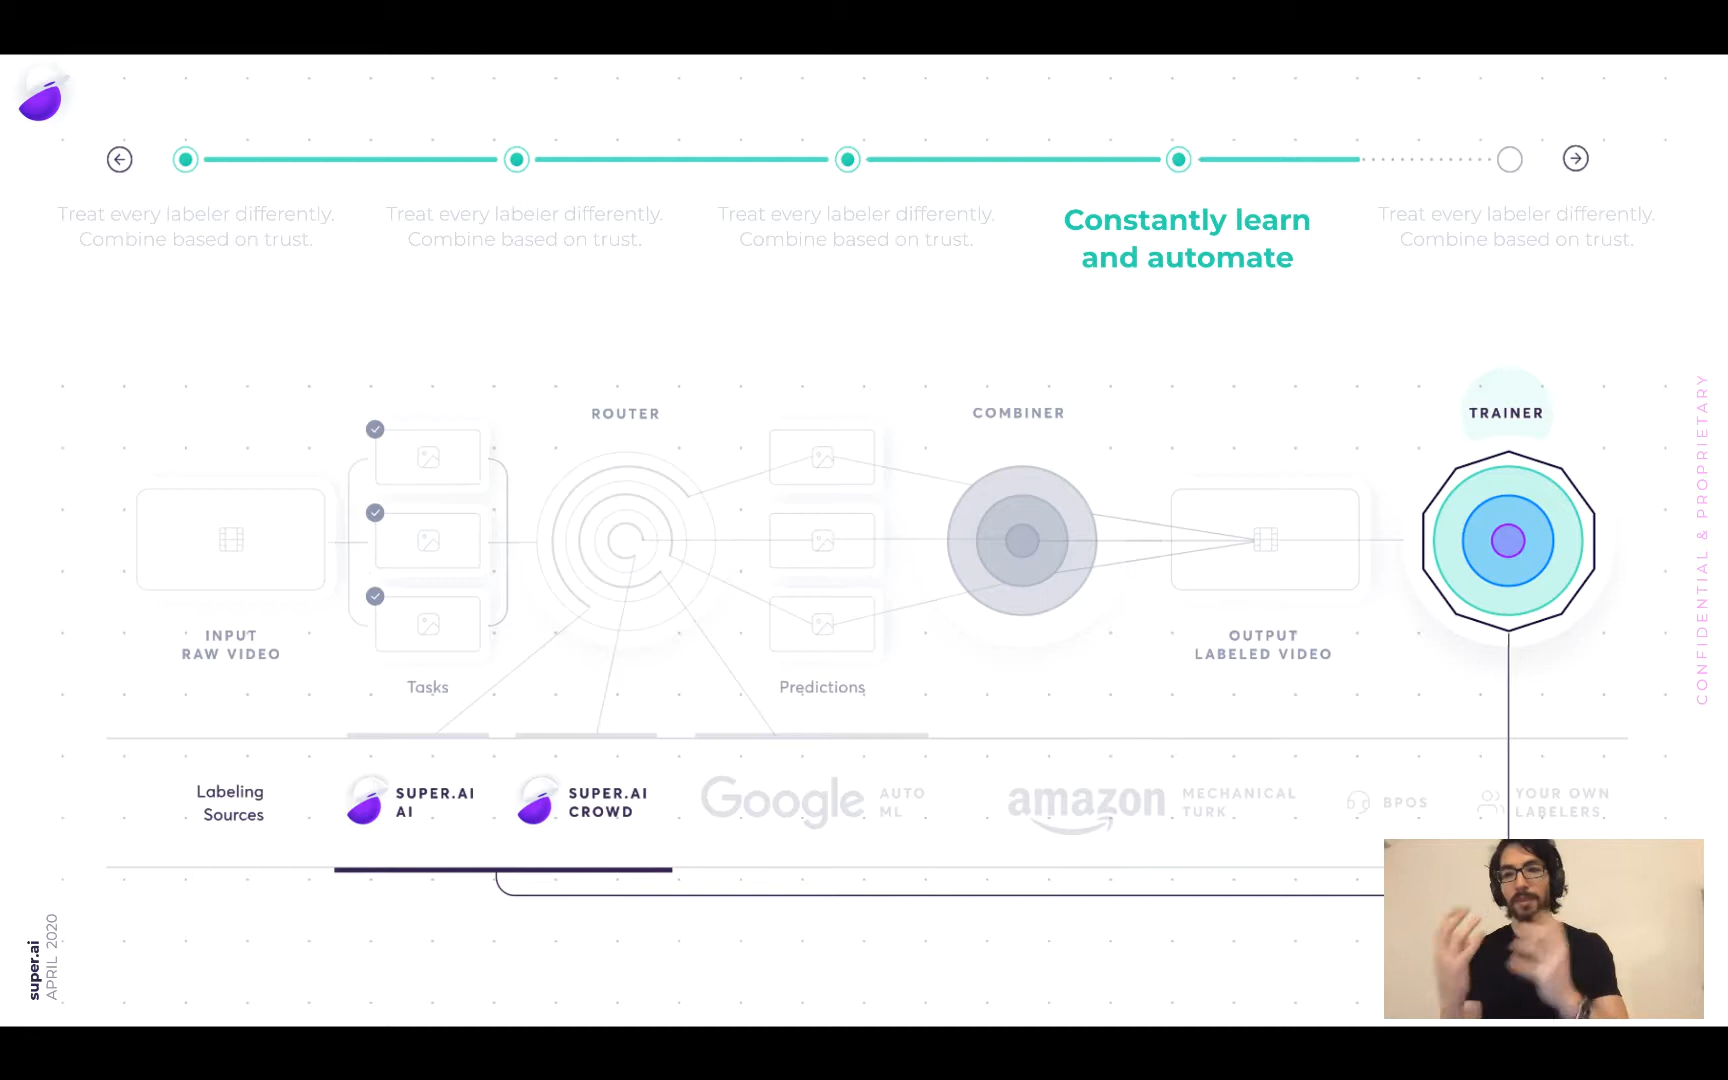 Treat every labeler differently.
Combine based on trust.
Treat every labeler differently.
Combine based on trust.
Treat every labeler differently.
Combine based on trust.
Constantly learn
and automate
Treat every labeler differently.
Combine based on trust.
ROUTER
COMBINER
TRAINER
INPUT
RAW VIDEO
Tasks
Predictions
OUTPUT
LABELED VIDEO
Labeling
Sources
SUPER.AI
AI
SUPER.AI
CROWD
Google
AUTO
ML
amazon
MECHANICAL
TURK
BPOS
YOUR OWN
LABELERS
CONFIDENTIAL & PROPRIETARY
super.ai
APRIL 2020